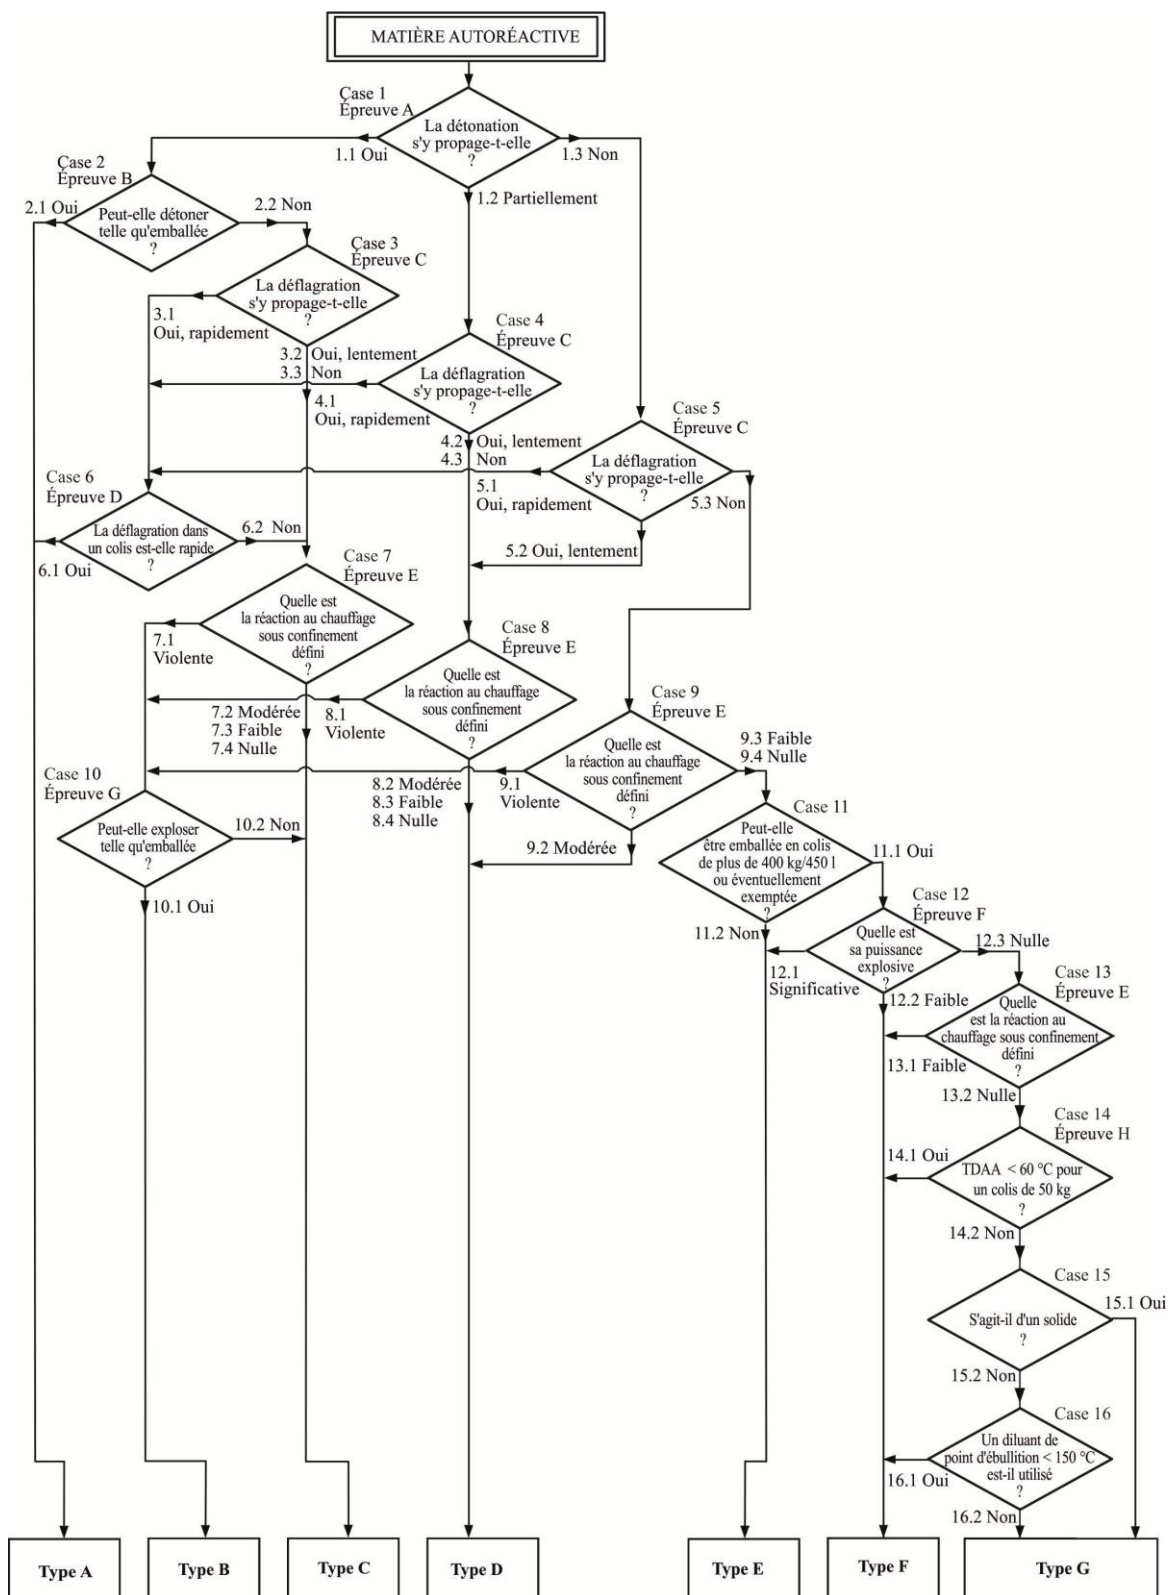 MATIÈRE AUTORÉACTIVE
Case 1
Épreuve A
La détonation
s'y propage-t-elle
?
1.1 Oui
1.3 Non
1.2 Partiellement
Case 2
Épreuve B
2.1 Oui
2.2 Non
Peut-elle détoner
telle qu'emballée
?
Case 3
Épreuve C
La déflagration
s'y propage-t-elle
?
3.1
Oui, rapidement
3.2 Oui, lentement
3.3 Non
Case 4
Épreuve C
La déflagration
s'y propage-t-elle
?
4.1
Oui, rapidement
4.2 Oui, lentement
4.3 Non
Case 5
Épreuve C
La déflagration
s'y propage-t-elle
?
5.1
Oui, rapidement
5.3 Non
5.2 Oui, lentement
Case 6
Épreuve D
La déflagration dans
un colis est-elle rapide
?
6.2 Non
6.1 Oui
Case 7
Épreuve E
Quelle est
la réaction au chauffage
sous confinement
défini
?
7.1
Violente
7.2 Modérée
7.3 Faible
7.4 Nulle
Case 8
Épreuve E
Quelle est
la réaction au chauffage
sous confinement
défini
?
8.1
Violente
8.2 Modérée
8.3 Faible
8.4 Nulle
Case 9
Épreuve E
Quelle est
la réaction au chauffage
sous confinement
défini
?
9.3 Faible
9.4 Nulle
9.1
Violente
9.2 Modérée
Case 10
Épreuve G
Peut-elle exploser
telle qu'emballée
?
10.2 Non
10.1 Oui
Case 11
Peut-elle
être emballée en colis
de plus de 400 kg/450 l
ou éventuellement
exemptée
?
11.1 Oui
11.2 Non
Case 12
Épreuve F
Quelle est
sa puissance
explosive
?
12.1
Significative
12.3 Nulle
12.2 Faible
Case 13
Épreuve E
Quelle
est la réaction au
chauffage sous confinement
défini
?
13.1 Faible
13.2 Nulle
Case 14
Épreuve H
14.1 Oui
TDAA < 60 °C pour
un colis de 50 kg
?
14.2 Non
Case 15
15.1 Oui
S'agit-il d'un solide
?
15.2 Non
Case 16
Un diluant de
point d'ébullition < 150 °C
est-il utilisé
?
16.1 Oui
16.2 Non
Type A
Type B
Type C
Type D
Type E
Type F
Type G